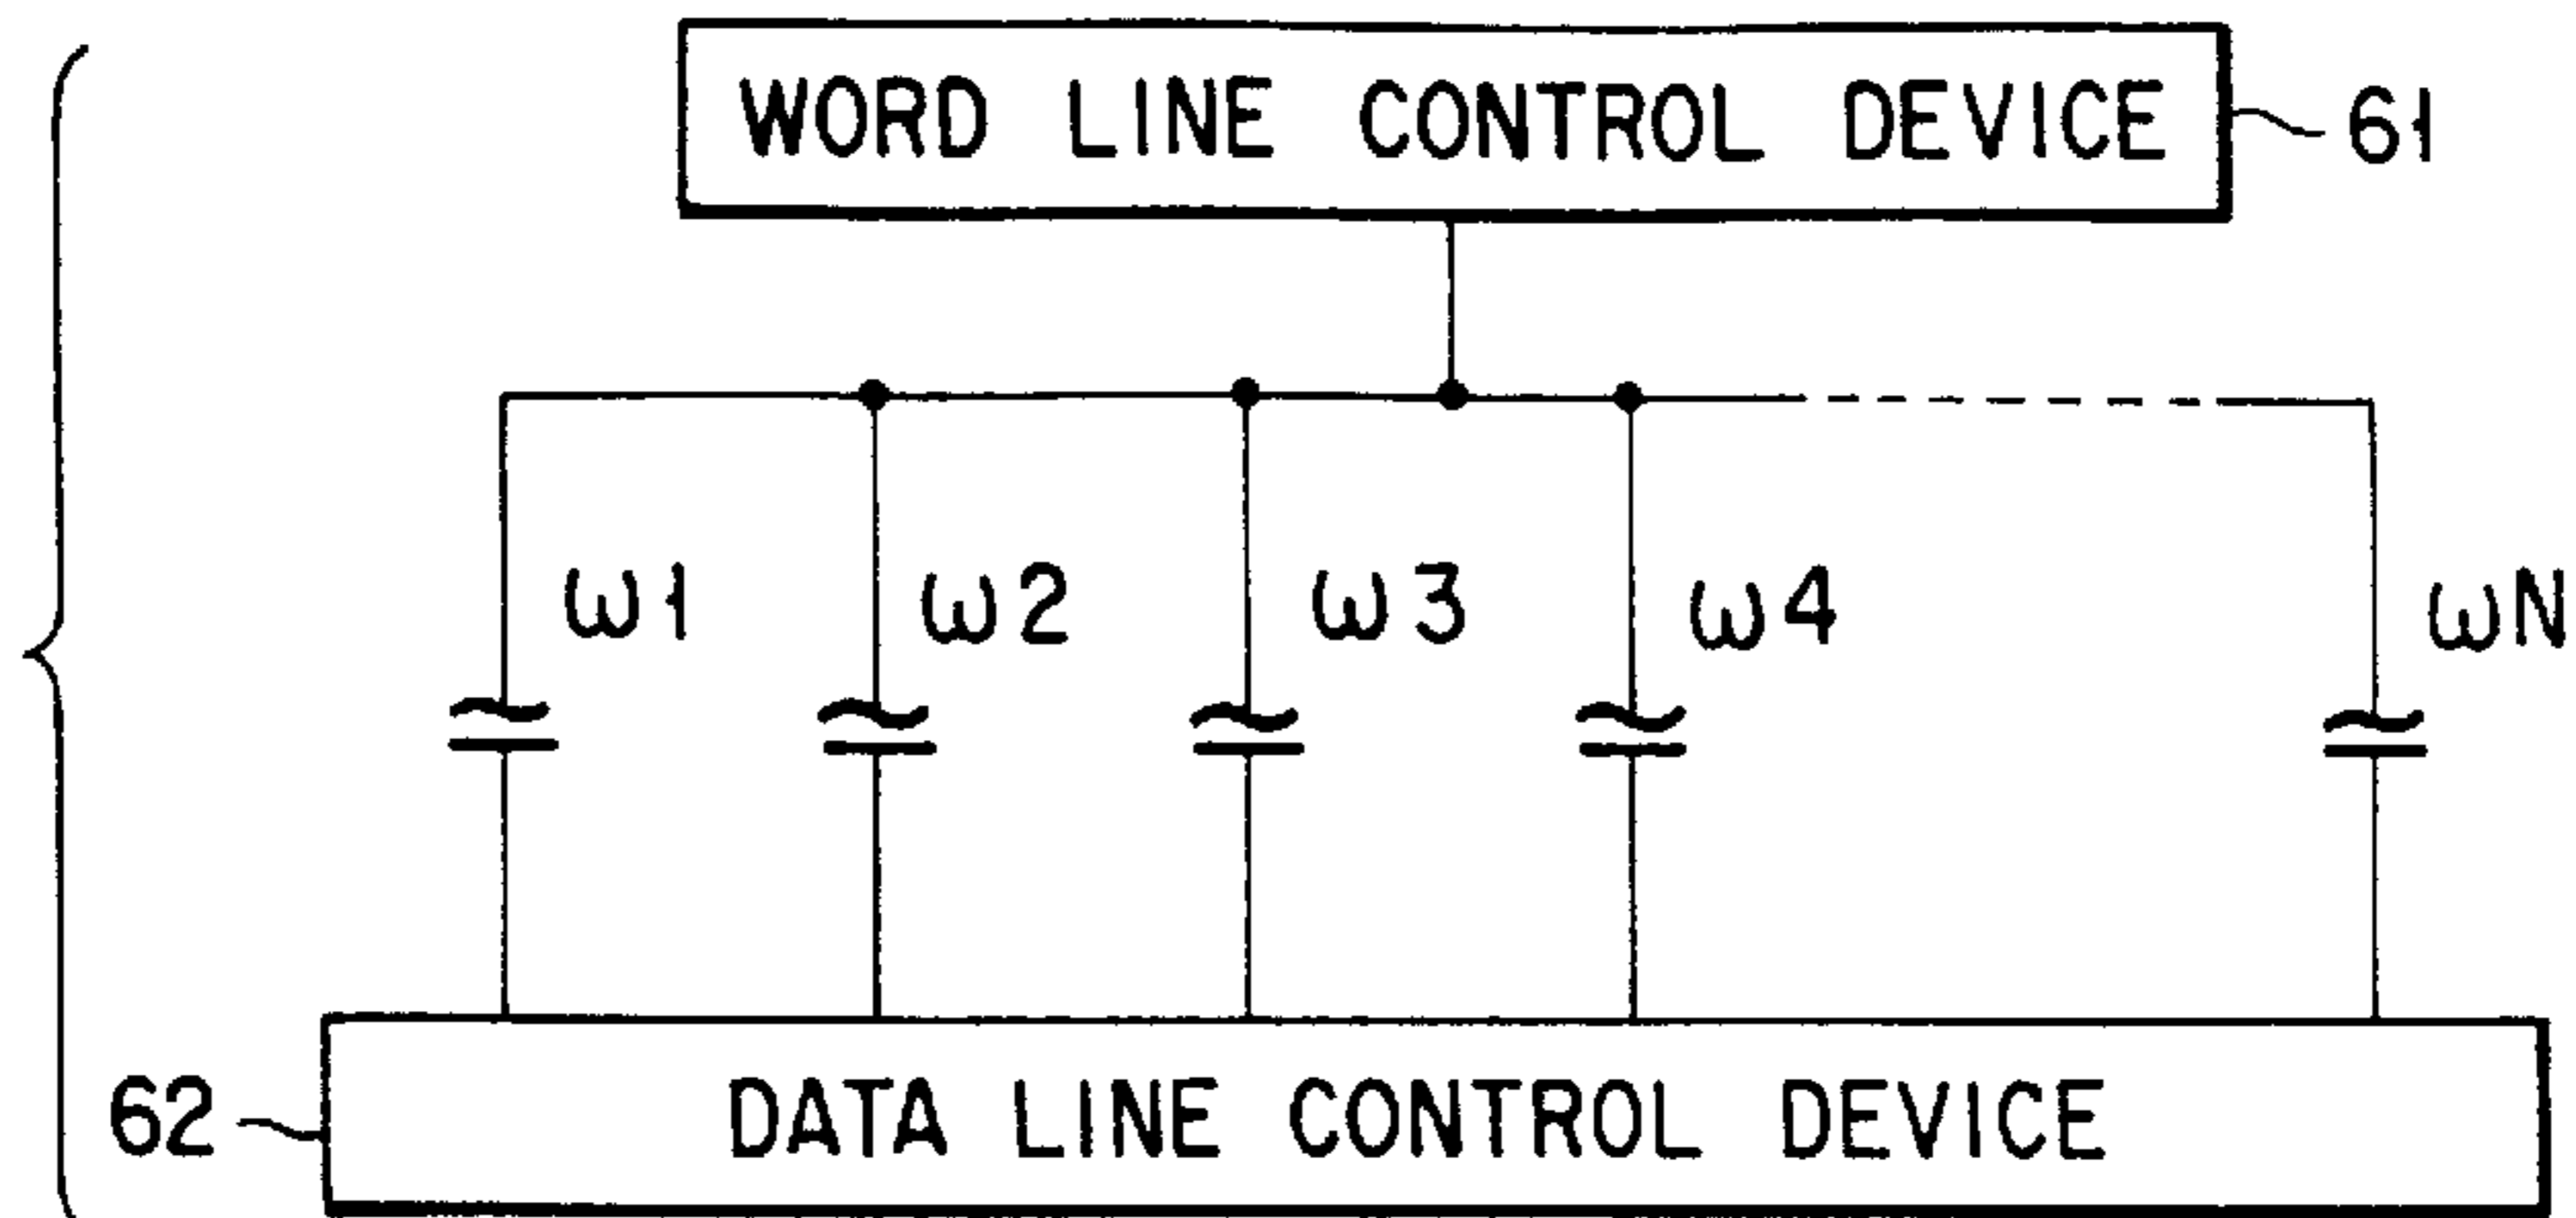 WORD LINE CONTROL DEVICE 61
ω1 ω2 ω3 ω4 ωN
62 DATA LINE CONTROL DEVICE